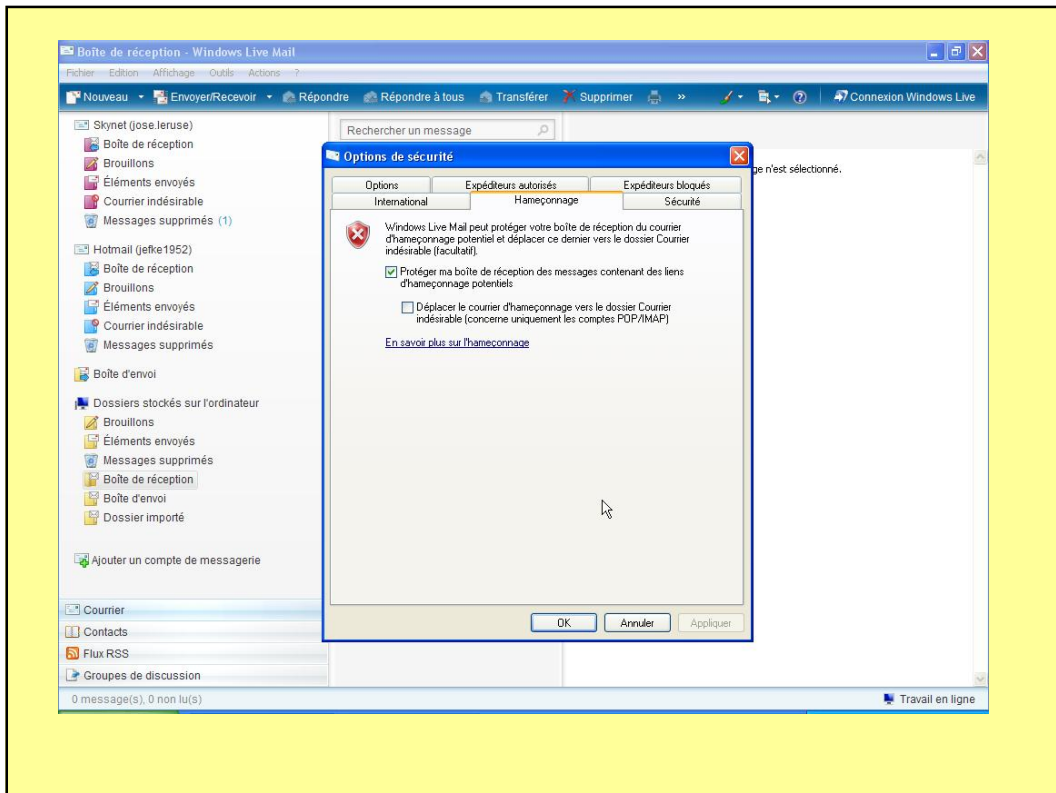 Boîte de réception - Windows Live Mail
Fichier Edition Affichage Outils Actions ?
Nouveau Envoyer/Recevoir Répondre Répondre à tous Transférer Supprimer » Connexion Windows Live
Skynet (jose.leruse)
Boîte de réception
Brouillons
Éléments envoyés
Courrier indésirable
Messages supprimés (1)
Hotmail (jefke1952)
Boîte de réception
Brouillons
Éléments envoyés
Courrier indésirable
Messages supprimés
Boîte d'envoi
Dossiers stockés sur l'ordinateur
Brouillons
Éléments envoyés
Messages supprimés
Boîte de réception
Boîte d'envoi
Dossier importé
Ajouter un compte de messagerie
Courrier
Contacts
Flux RSS
Groupes de discussion
Rechercher un message
ge n'est sélectionné.
Options de sécurité
Options Expéditeurs autorisés Expéditeurs bloqués
International Hameçonnage Sécurité
Windows Live Mail peut protéger votre boîte de réception du courrier
d'hameçonnage potentiel et déplacer ce dernier vers le dossier Courrier
indésirable (facultatif).
Protéger ma boîte de réception des messages contenant des liens
d'hameçonnage potentiels
Déplacer le courrier d'hameçonnage vers le dossier Courrier
indésirable (concerne uniquement les comptes POP/IMAP)
En savoir plus sur l'hameçonnage
OK Annuler Appliquer
0 message(s), 0 non lu(s) Travail en ligne